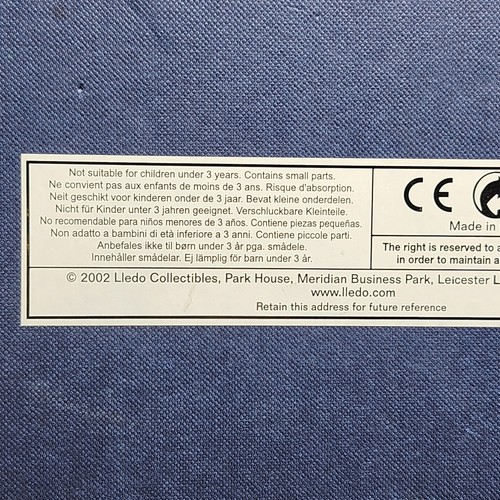 Not suitable for children under 3 years. Contains small parts.
Ne convient pas aux enfants de moins de 3 ans. Risque d'absorption.
Neit geschikt voor kinderen onder de 3 jaar. Bevat kleine onderdelen.
Nicht für Kinder unter 3 jahren geeignet. Verschluckbare Kleinteile.
No recomendable para niños menores de 3 años. Contiene piezas pequeñas.
Non adatto a bambini di età inferiore a 3 anni. Contiene piccole parti.
Anbefales ikke til børn under 3 år pga. smådele.
Innehåller smådelar. Ej lämplig för barn under 3 år.
CE
Made in
The right is reserved to a
in order to maintain a
© 2002 Lledo Collectibles, Park House, Meridian Business Park, Leicester L
www.lledo.com
Retain this address for future reference